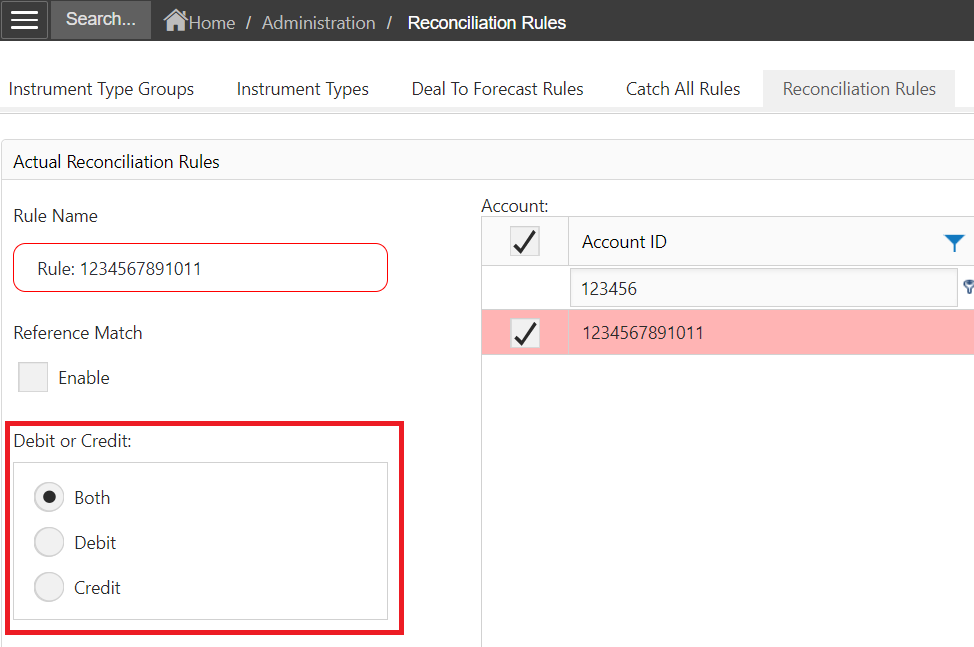 Search... Home / Administration / Reconciliation Rules
Instrument Type Groups Instrument Types Deal To Forecast Rules Catch All Rules Reconciliation Rules
Actual Reconciliation Rules
Rule Name
Rule: 1234567891011
Reference Match
Enable
Debit or Credit:
Both
Debit
Credit
Account:
Account ID
123456
1234567891011